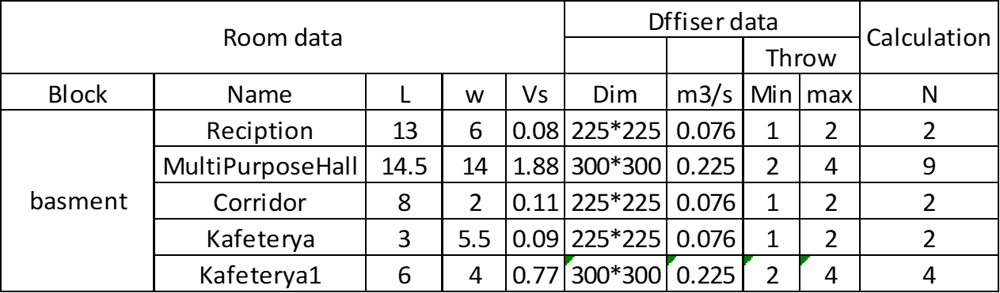 Room data Dffiser data Calculation
Throw
Block Name L w Vs Dim m3/s Min max N
basment
Reciption 13 6 0.08 225*225 0.076 1 2 2
MultiPurposeHall 14.5 14 1.88 300*300 0.225 2 4 9
Corridor 8 2 0.11 225*225 0.076 1 2 2
Kafeterya 3 5.5 0.09 225*225 0.076 1 2 2
Kafeterya1 6 4 0.77 300*300 0.225 2 4 4